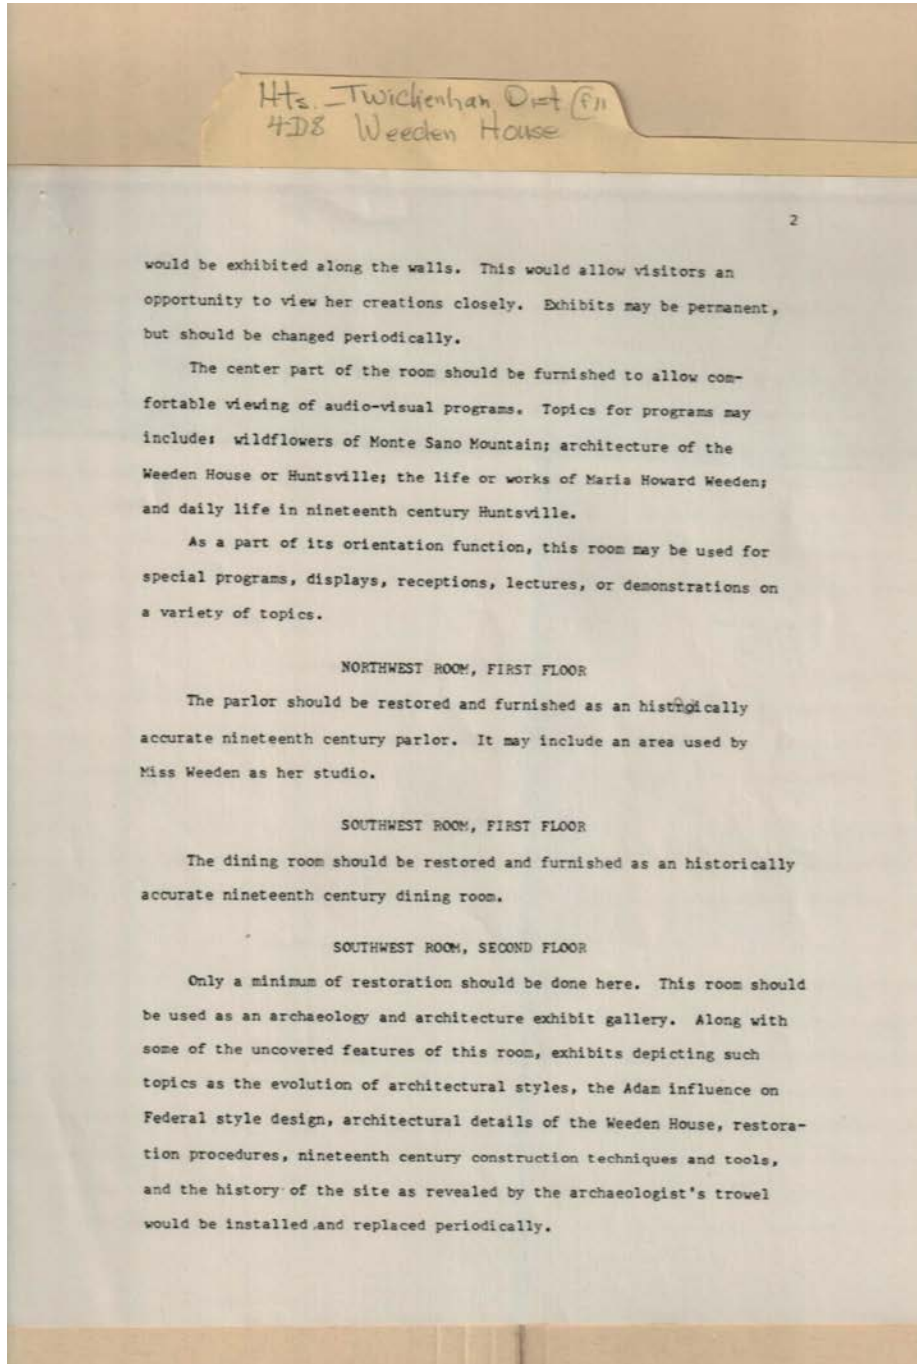 Hts. - Twickenham Dist
4-D8 Weeden House
2
would be exhibited along the walls. This would allow visitors an
opportunity to view her creations closely. Exhibits may be permanent,
but should be changed periodically.
The center part of the room should be furnished to allow com-
fortable viewing of audio-visual programs. Topics for programs may
include: wildflowers of Monte Sano Mountain; architecture of the
Weeden House or Huntsville; the life or works of Maria Howard Weeden;
and daily life in nineteenth century Huntsville.
As a part of its orientation function, this room may be used for
special programs, displays, receptions, lectures, or demonstrations on
a variety of topics.
NORTHWEST ROOM, FIRST FLOOR
The parlor should be restored and furnished as an historically
accurate nineteenth century parlor. It may include an area used by
Miss Weeden as her studio.
SOUTHWEST ROOM, FIRST FLOOR
The dining room should be restored and furnished as an historically
accurate nineteenth century dining room.
SOUTHWEST ROOM, SECOND FLOOR
Only a minimum of restoration should be done here. This room should
be used as an archaeology and architecture exhibit gallery. Along with
some of the uncovered features of this room, exhibits depicting such
topics as the evolution of architectural styles, the Adam influence on
Federal style design, architectural details of the Weeden House, restora-
tion procedures, nineteenth century construction techniques and tools,
and the history of the site as revealed by the archaeologist's trowel
would be installed and replaced periodically.